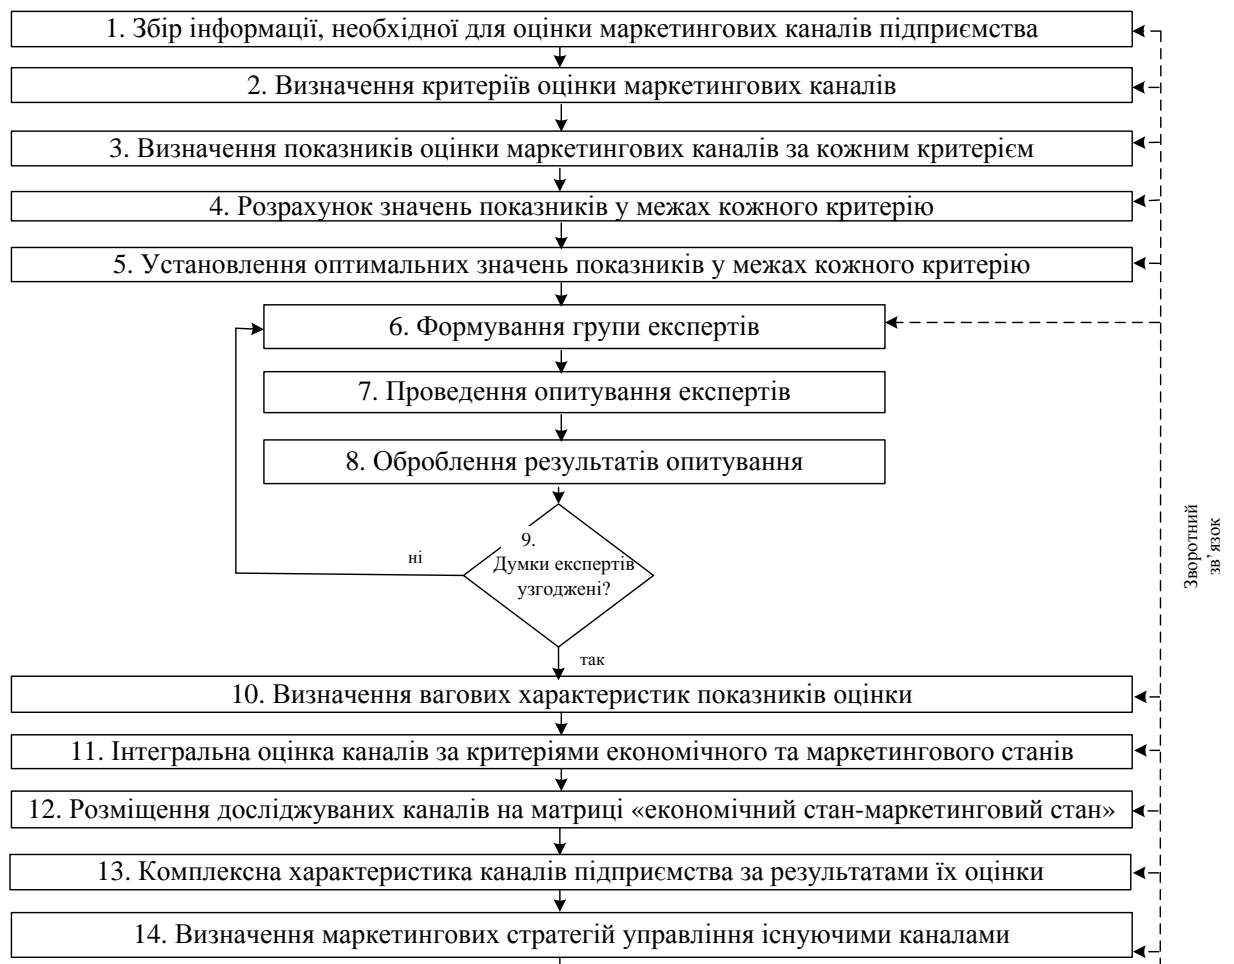 1. Збір інформації, необхідної для оцінки маркетингових каналів підприємства
2. Визначення критеріїв оцінки маркетингових каналів
3. Визначення показників оцінки маркетингових каналів за кожним критерієм
4. Розрахунок значень показників у межах кожного критерію
5. Установлення оптимальних значень показників у межах кожного критерію
6. Формування групи експертів
7. Проведення опитування експертів
8. Оброблення результатів опитування
9.
Думки експертів
узгоджені?
ні
так
Зворотний
зв’язок
10. Визначення вагових характеристик показників оцінки
11. Інтегральна оцінка каналів за критеріями економічного та маркетингового станів
12. Розміщення досліджуваних каналів на матриці «економічний стан-маркетинговий стан»
13. Комплексна характеристика каналів підприємства за результатами їх оцінки
14. Визначення маркетингових стратегій управління існуючими каналами